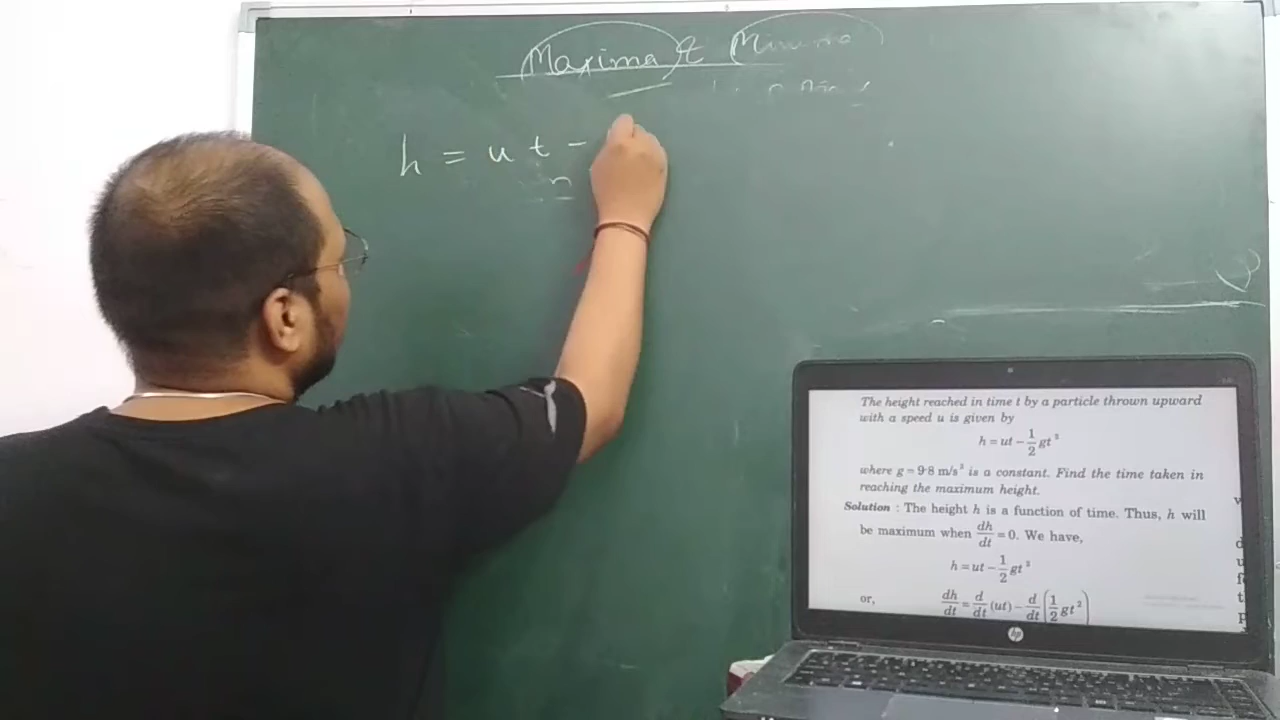 Maxima & Minima
h = ut −
n
The height reached in time t by a particle thrown upward
with a speed u is given by
h = ut − 1/2 gt²
where g = 9·8 m/s² is a constant. Find the time taken in
reaching the maximum height.
Solution : The height h is a function of time. Thus, h will
be maximum when dh/dt = 0. We have,
h = ut − 1/2 gt²
or, dh/dt = d/dt (ut) − d/dt (1/2 gt²)
hp